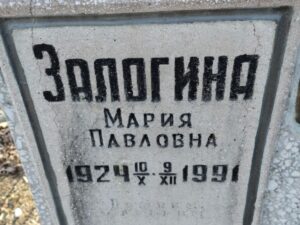 ЗАЛОГИНА
МАРИЯ
ПАВЛОВНА
1924 10/X · 9/XII 1991